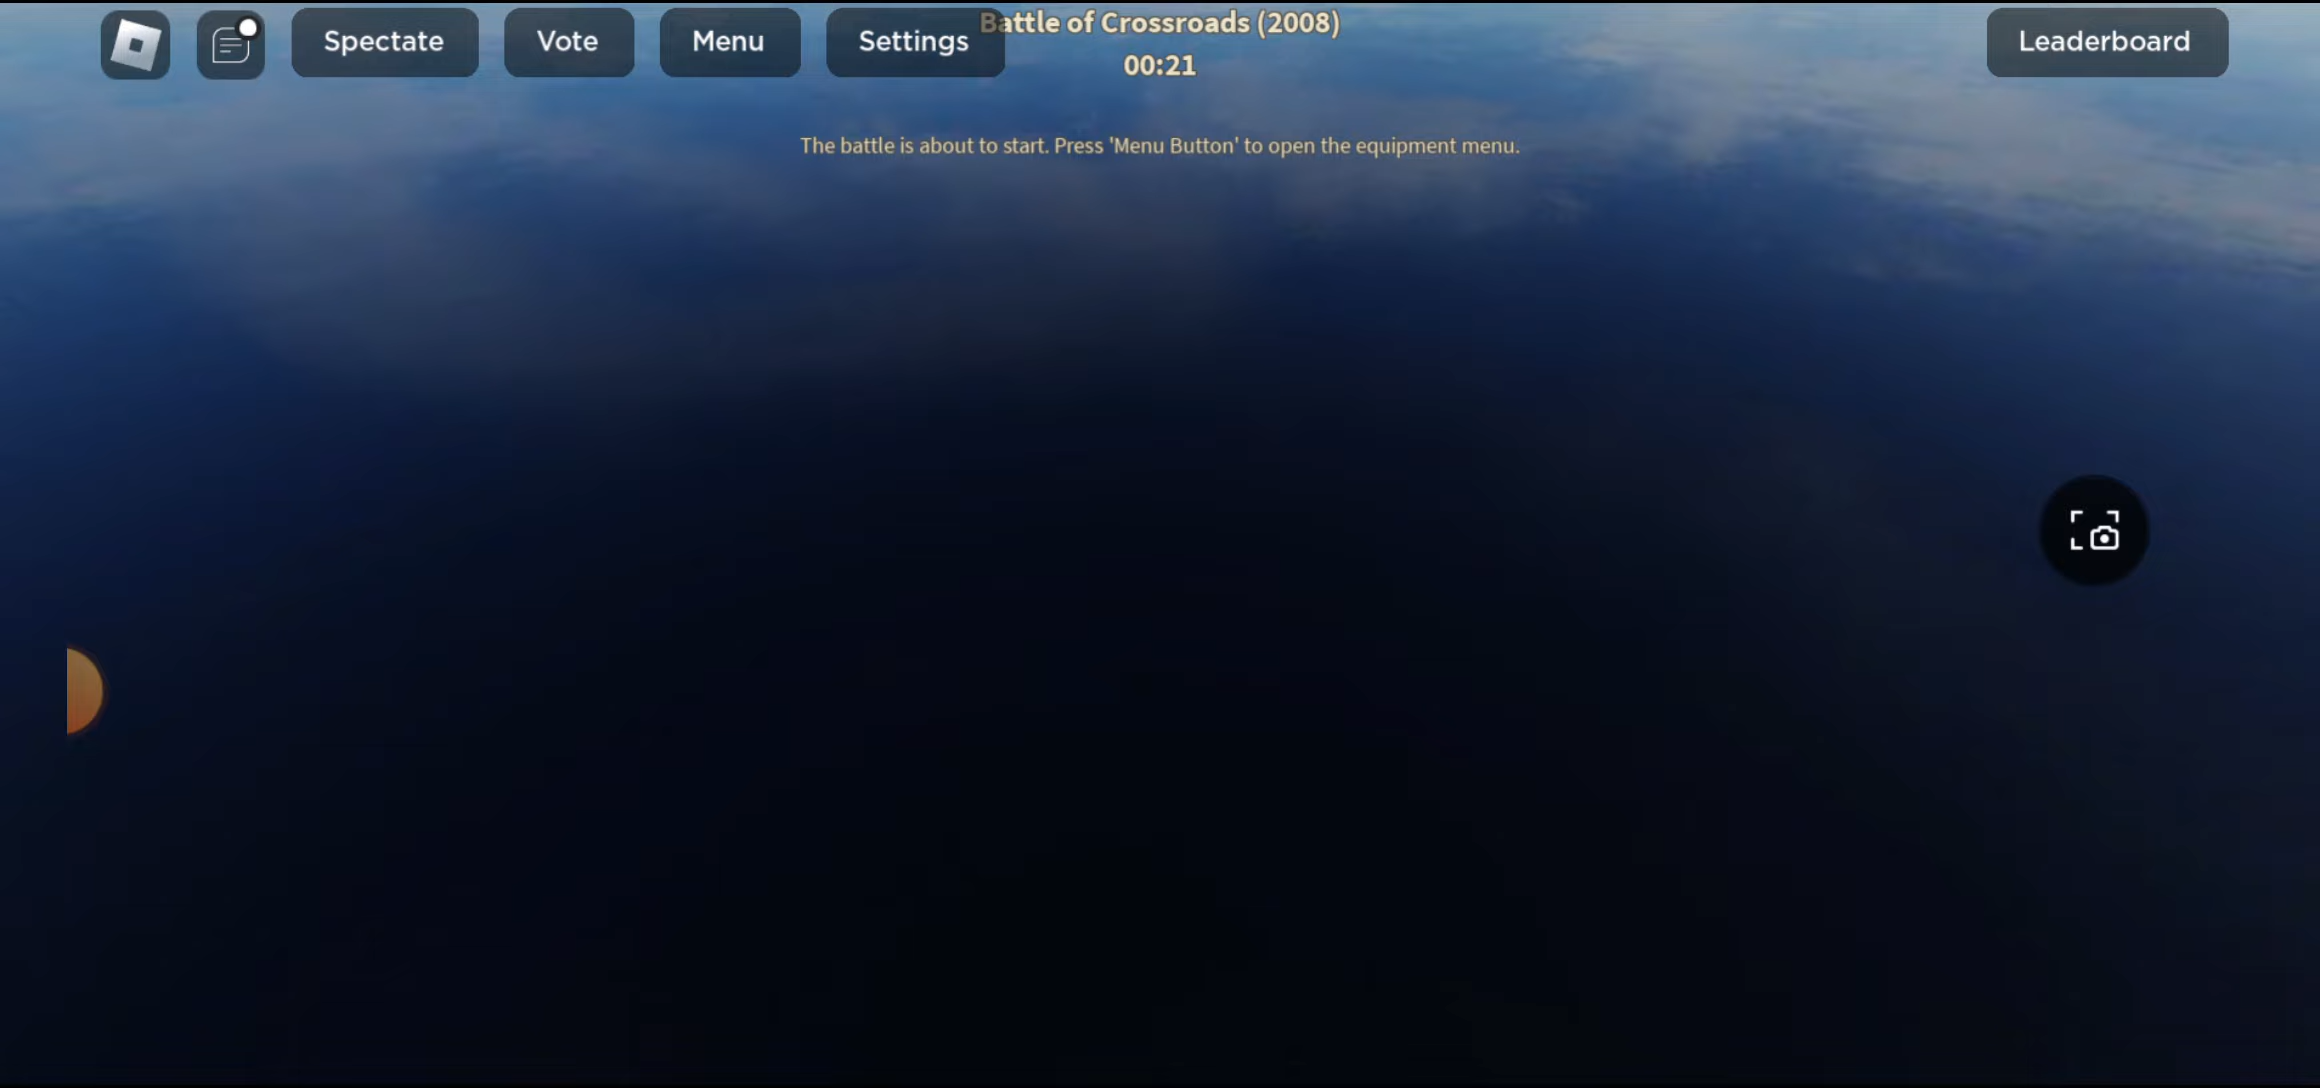 Spectate
Vote
Menu
Settings
Battle of Crossroads (2008)
Leaderboard
00:21
The battle is about to start. Press 'Menu Button' to open the equipment menu.